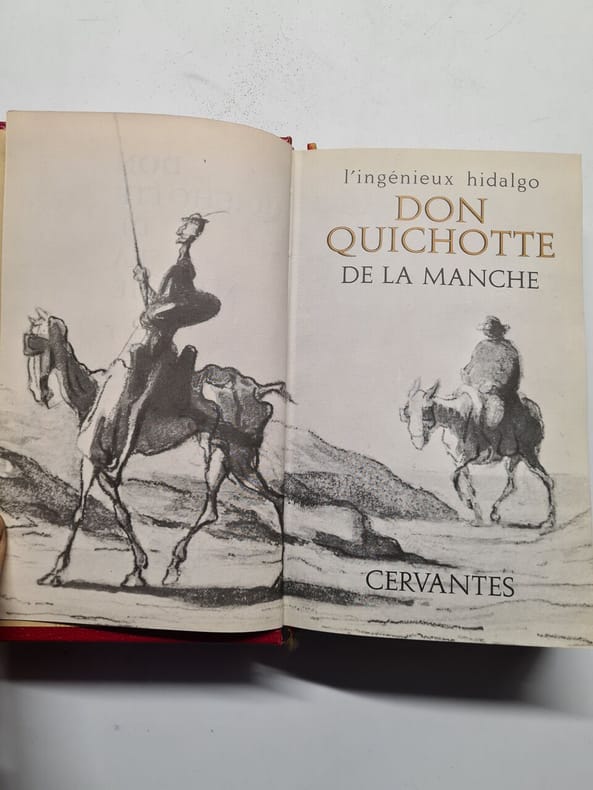 l'ingénieux hidalgo
DON
QUICHOTTE
DE LA MANCHE
CERVANTES